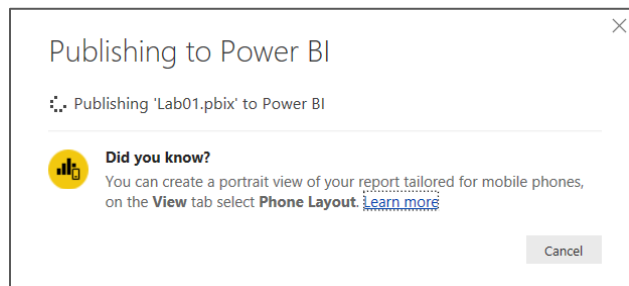 Publishing to Power BI
Publishing 'Lab01.pbix' to Power BI
Did you know?
You can create a portrait view of your report tailored for mobile phones,
on the View tab select Phone Layout. Learn more
Cancel